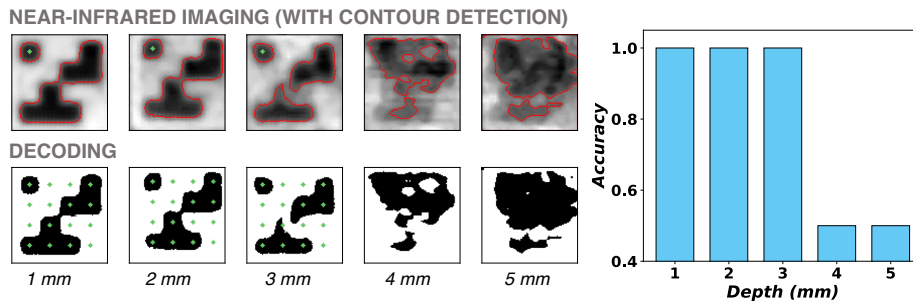 NEAR-INFRARED IMAGING (WITH CONTOUR DETECTION)
DECODING
1 mm
2 mm
3 mm
4 mm
5 mm
Accuracy
1.0
0.8
0.6
0.4
1
2
3
4
5
Depth (mm)